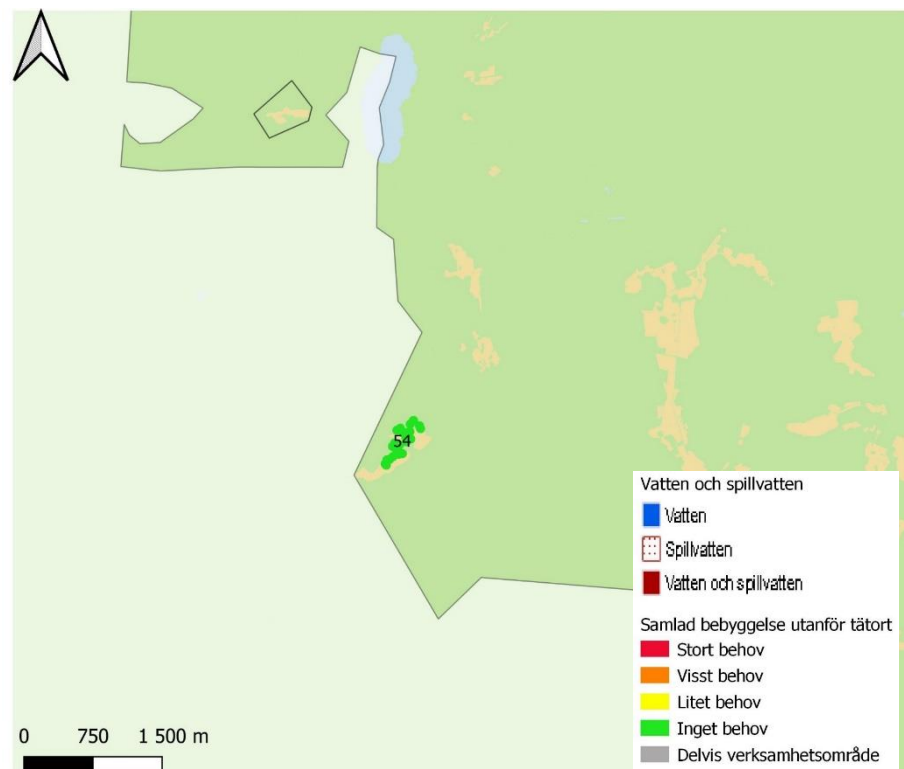 54
Vatten och spillvatten
Vatten
Spillvatten
Vatten och spillvatten
Samlad bebyggelse utanför tätort
Stort behov
Visst behov
Litet behov
Inget behov
Delvis verksamhetsområde
0 750 1 500 m